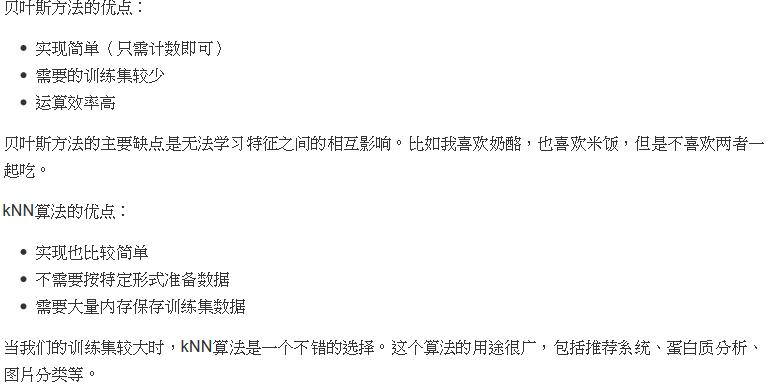 贝叶斯方法的优点：
• 实现简单（只需计数即可）
• 需要的训练集较少
• 运算效率高
贝叶斯方法的主要缺点是无法学习特征之间的相互影响。比如我喜欢奶酪，也喜欢米饭，但是不喜欢两者一
起吃。
kNN算法的优点：
• 实现也比较简单
• 不需要按特定形式准备数据
• 需要大量内存保存训练集数据
当我们的训练集较大时，kNN算法是一个不错的选择。这个算法的用途很广，包括推荐系统、蛋白质分析、
图片分类等。